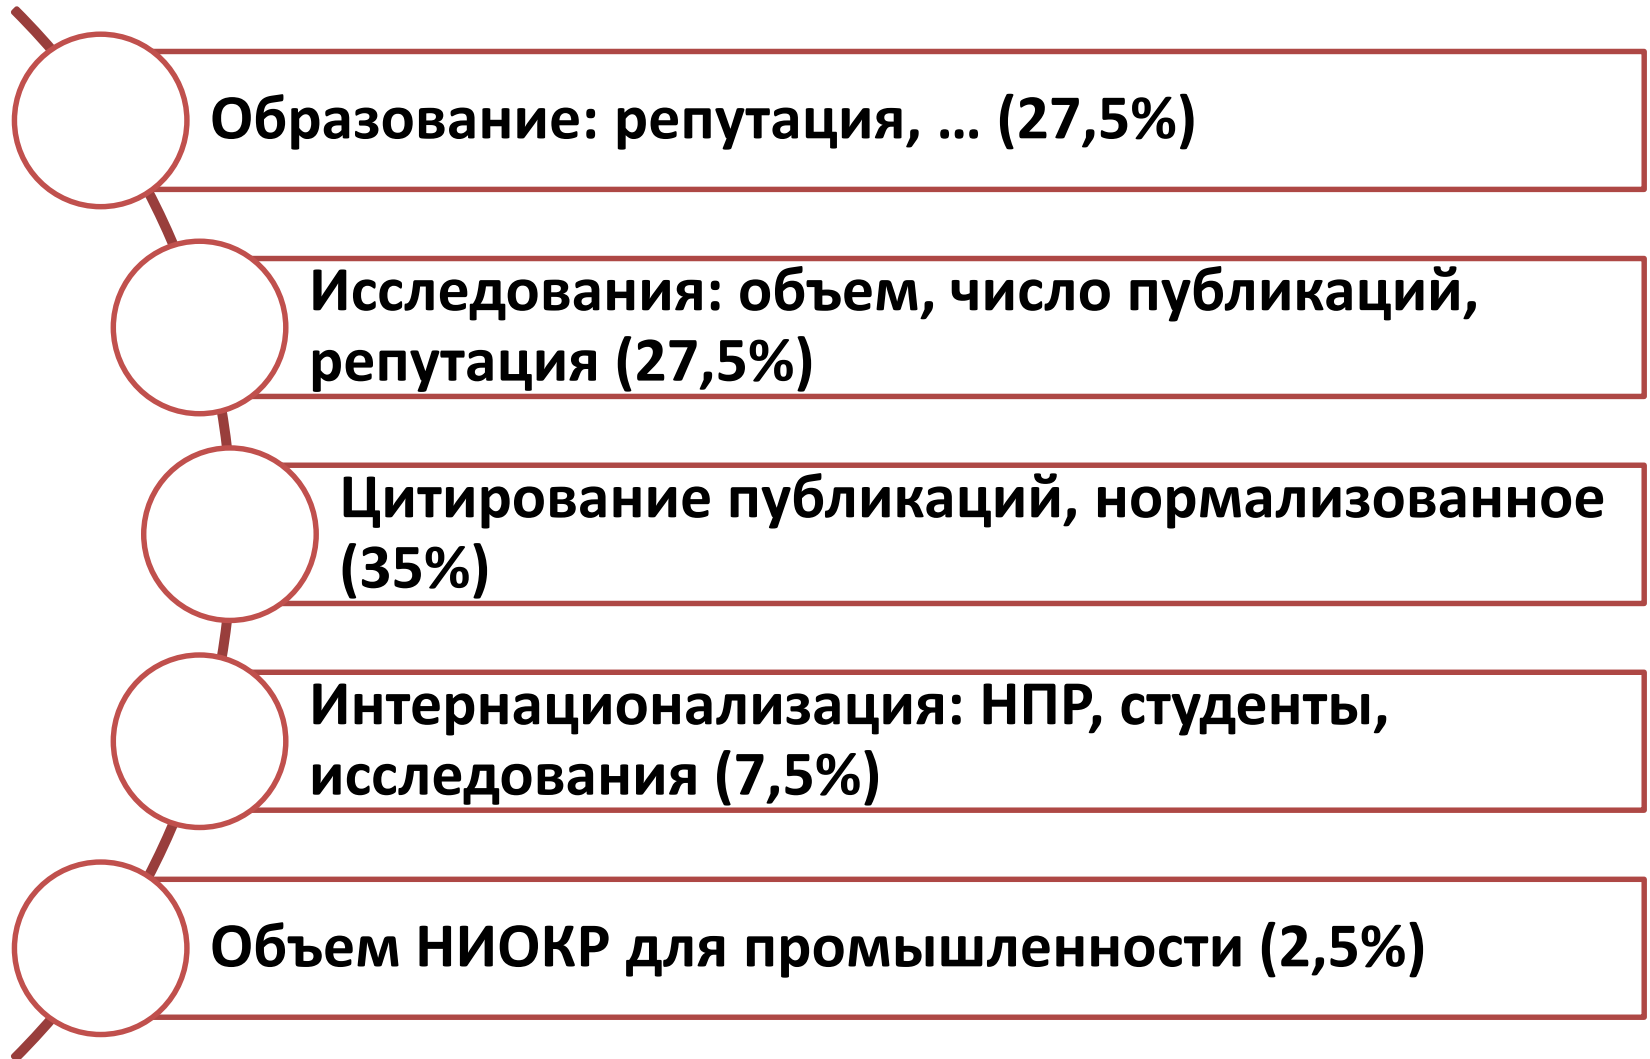 Образование: репутация, … (27,5%)
Исследования: объем, число публикаций,
репутация (27,5%)
Цитирование публикаций, нормализованное
(35%)
Интернационализация: НПР, студенты,
исследования (7,5%)
Объем НИОКР для промышленности (2,5%)